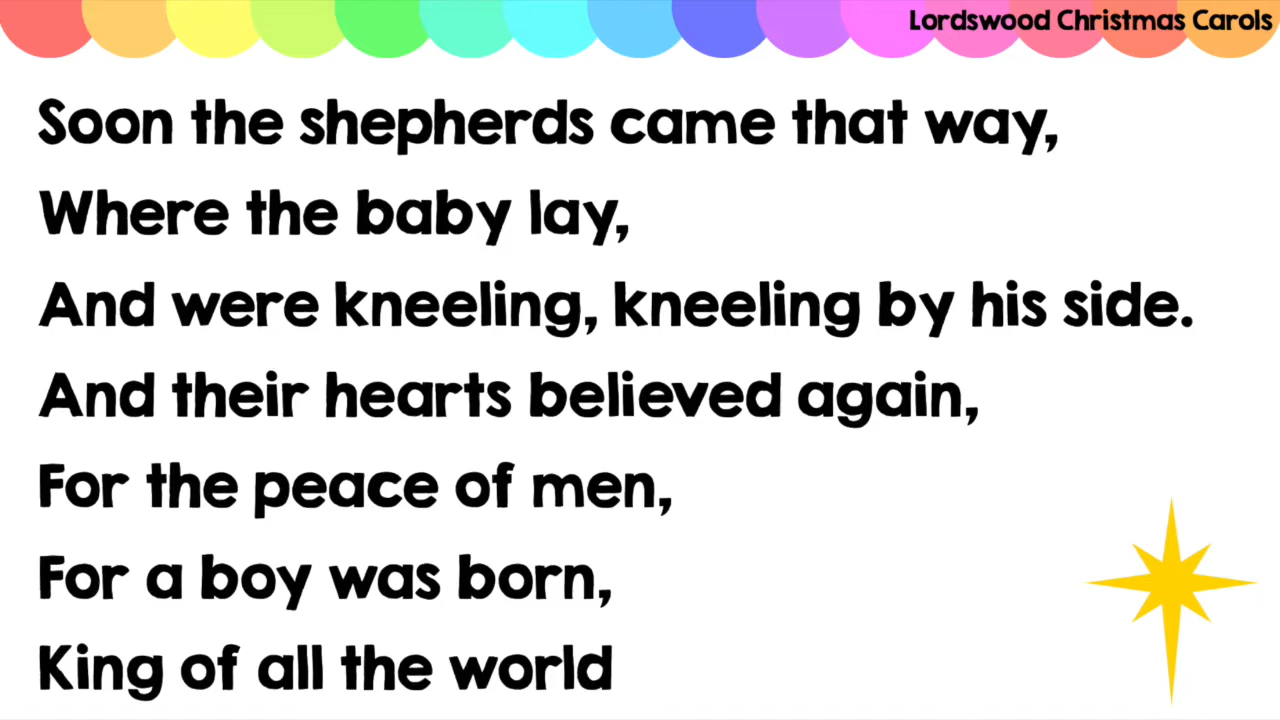 Lordswood Christmas Carols
Soon the shepherds came that way,
Where the baby lay,
And were kneeling, kneeling by his side.
And their hearts believed again,
For the peace of men,
For a boy was born,
King of all the world